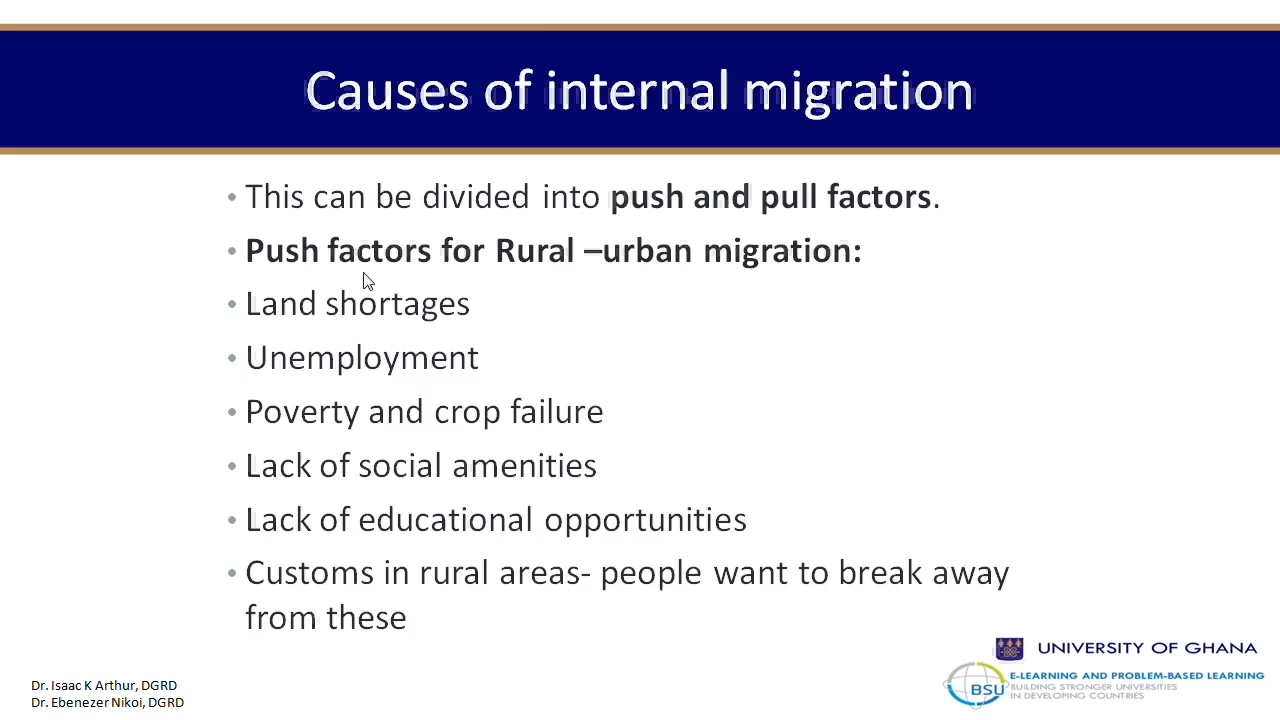 Causes of internal migration
• This can be divided into push and pull factors.
• Push factors for Rural –urban migration:
• Land shortages
• Unemployment
• Poverty and crop failure
• Lack of social amenities
• Lack of educational opportunities
• Customs in rural areas- people want to break away
from these
UNIVERSITY OF GHANA
BSU
E-LEARNING AND PROBLEM-BASED LEARNING
BUILDING STRONGER UNIVERSITIES
IN DEVELOPING COUNTRIES
Dr. Isaac K Arthur, DGRD
Dr. Ebenezer Nikoi, DGRD